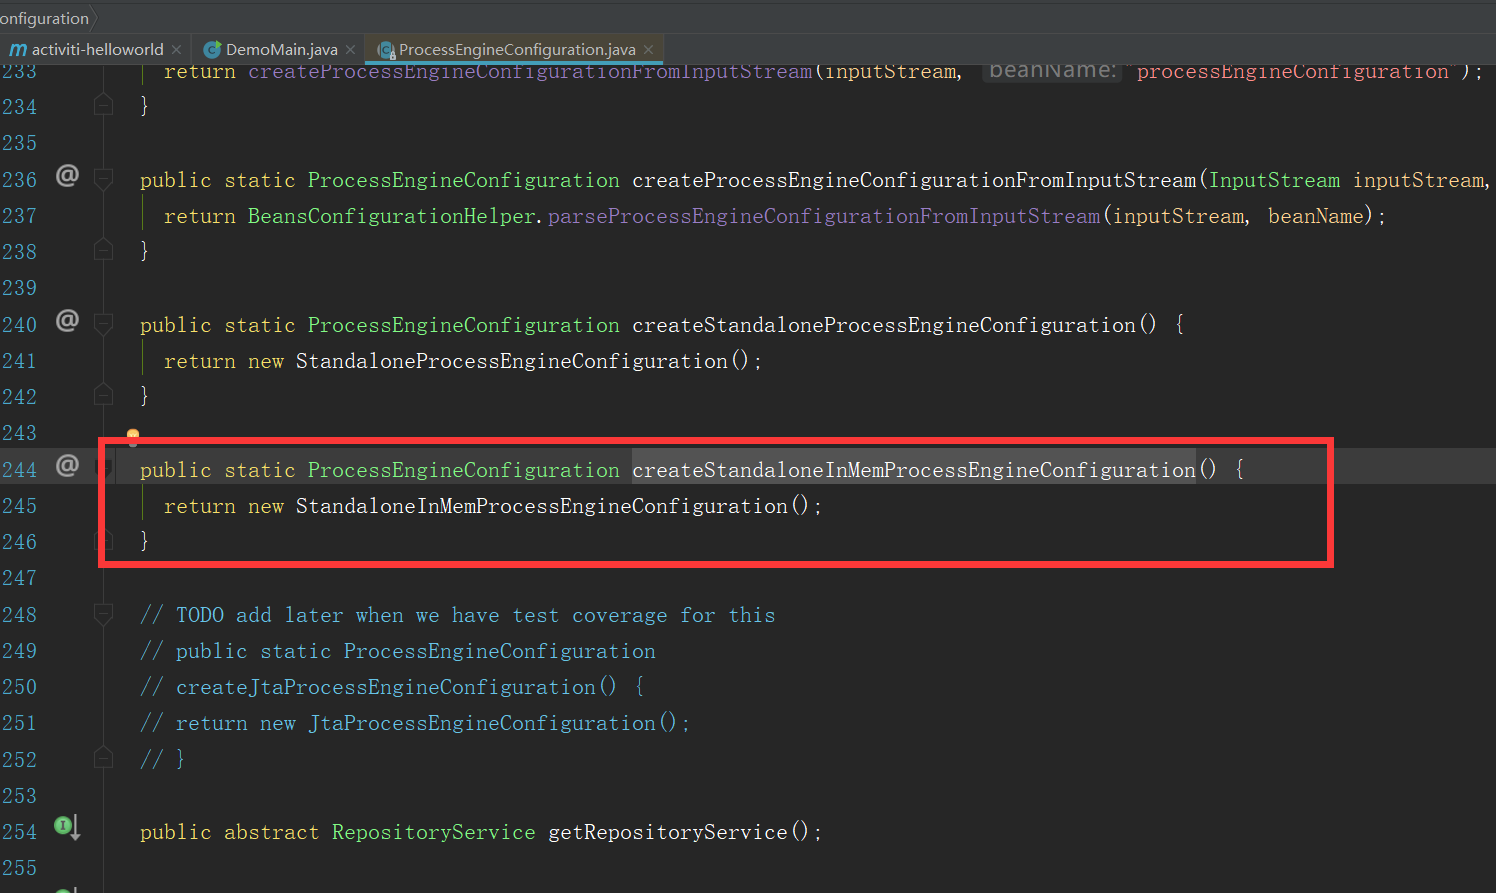 onfiguration
activiti-helloworld DemoMain.java ProcessEngineConfiguration.java
233 return createProcessEngineConfigurationFromInputStream(inputStream, beanName: "processEngineConfiguration");
234 }
235
236 @ public static ProcessEngineConfiguration createProcessEngineConfigurationFromInputStream(InputStream inputStream,
237 return BeansConfigurationHelper.parseProcessEngineConfigurationFromInputStream(inputStream, beanName);
238 }
239
240 @ public static ProcessEngineConfiguration createStandaloneProcessEngineConfiguration() {
241 return new StandaloneProcessEngineConfiguration();
242 }
243
244 @ public static ProcessEngineConfiguration createStandaloneInMemProcessEngineConfiguration() {
245 return new StandaloneInMemProcessEngineConfiguration();
246 }
247
248 // TODO add later when we have test coverage for this
249 // public static ProcessEngineConfiguration
250 // createJtaProcessEngineConfiguration() {
251 // return new JtaProcessEngineConfiguration();
252 // }
253
254 public abstract RepositoryService getRepositoryService();
255